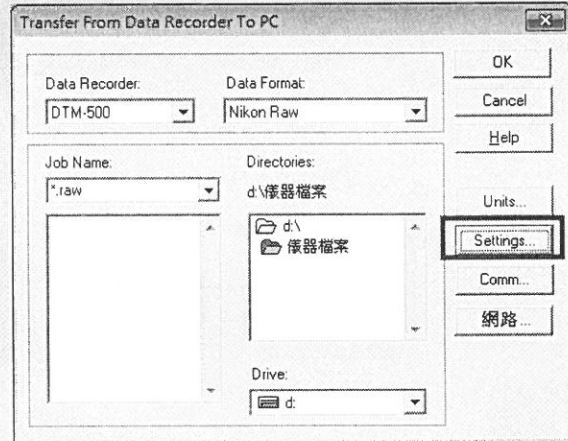 Transfer From Data Recorder To PC
Data Recorder:
Data Format:
DTM-500
Nikon Raw
Job Name:
*.raw
Directories:
d:\儀器檔案
d:\
儀器檔案
Drive:
d:
OK
Cancel
Help
Units...
Settings...
Comm...
網路...